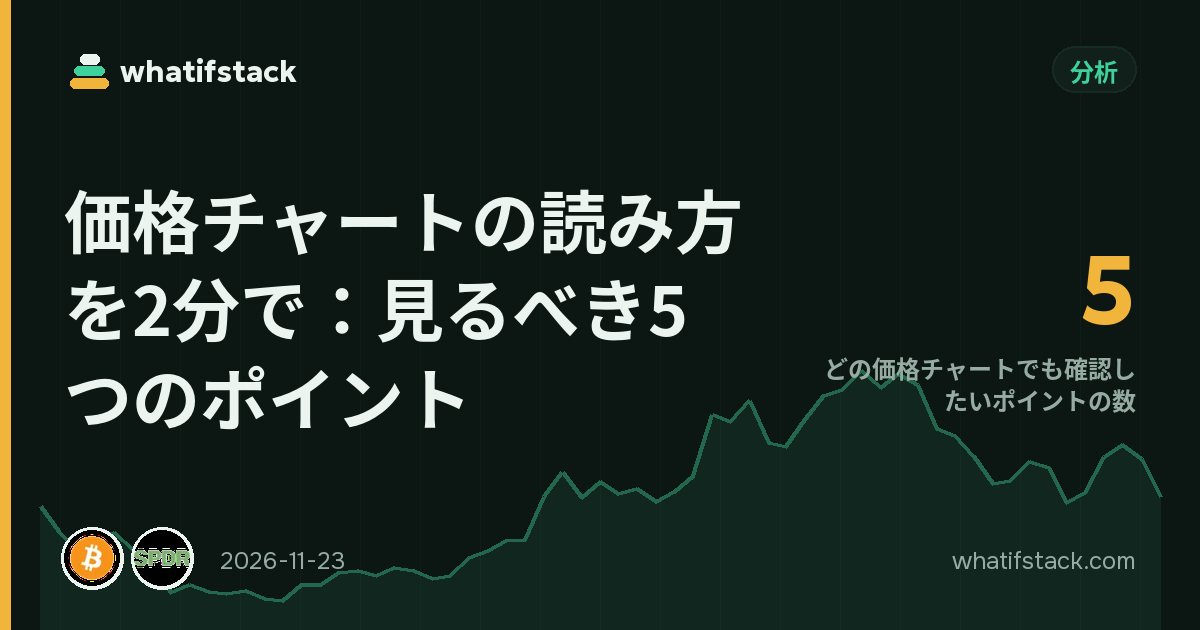 whatifstack
分析
価格チャートの読み方
を2分で：見るべき5
つのポイント
5
どの価格チャートでも確認し
たいポイントの数
SPDR
2026-11-23
whatifstack.com